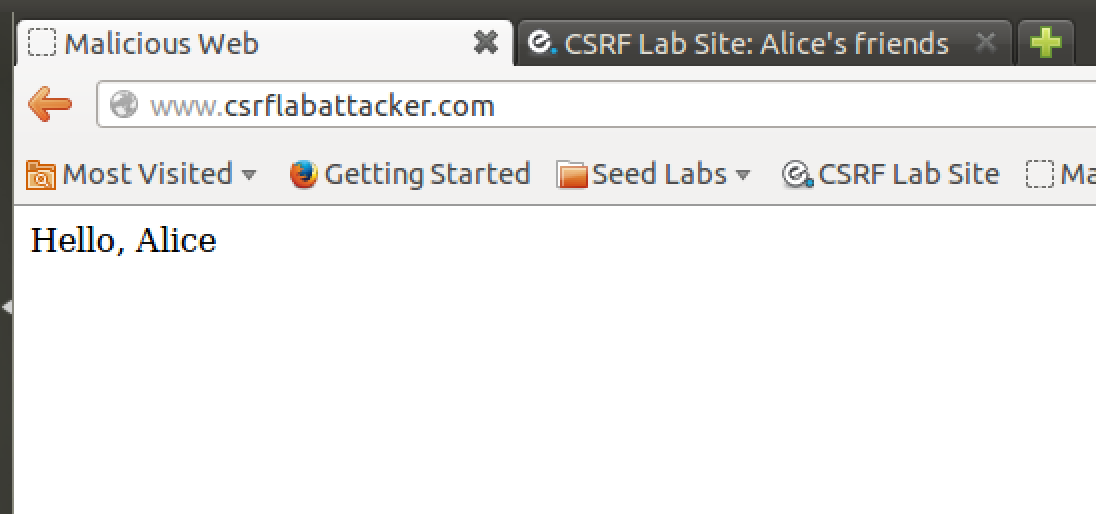 Malicious Web CSRF Lab Site: Alice's friends
www.csrflabattacker.com
Most Visited Getting Started Seed Labs CSRF Lab Site Ma
Hello, Alice